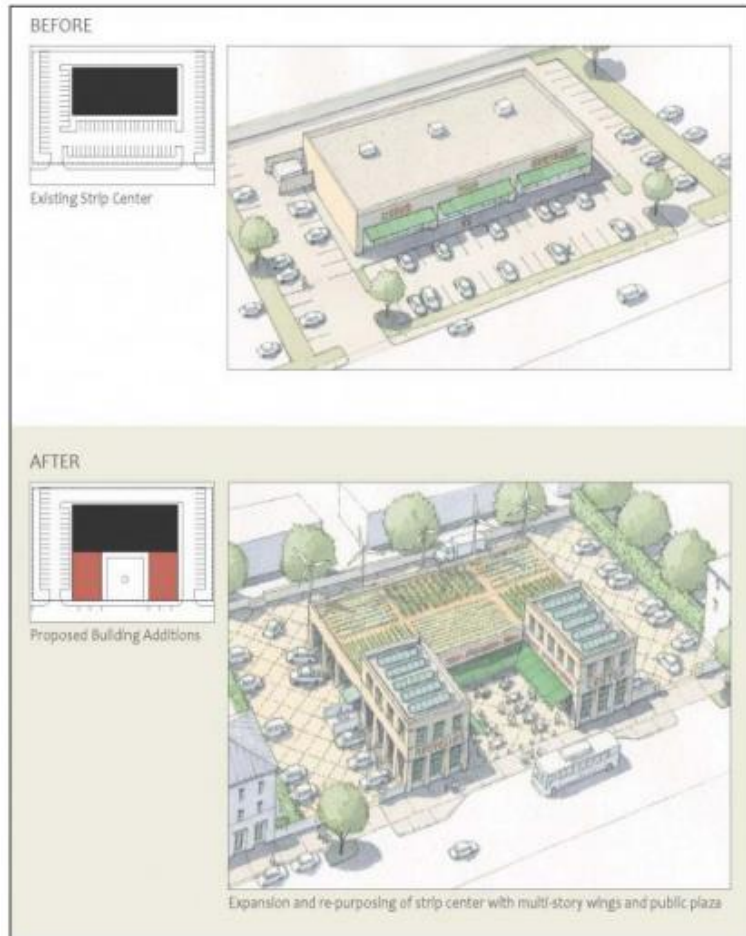 BEFORE
Existing Strip Center
AFTER
Proposed Building Additions
Expansion and re-purposing of strip center with multi-story wings and public plaza